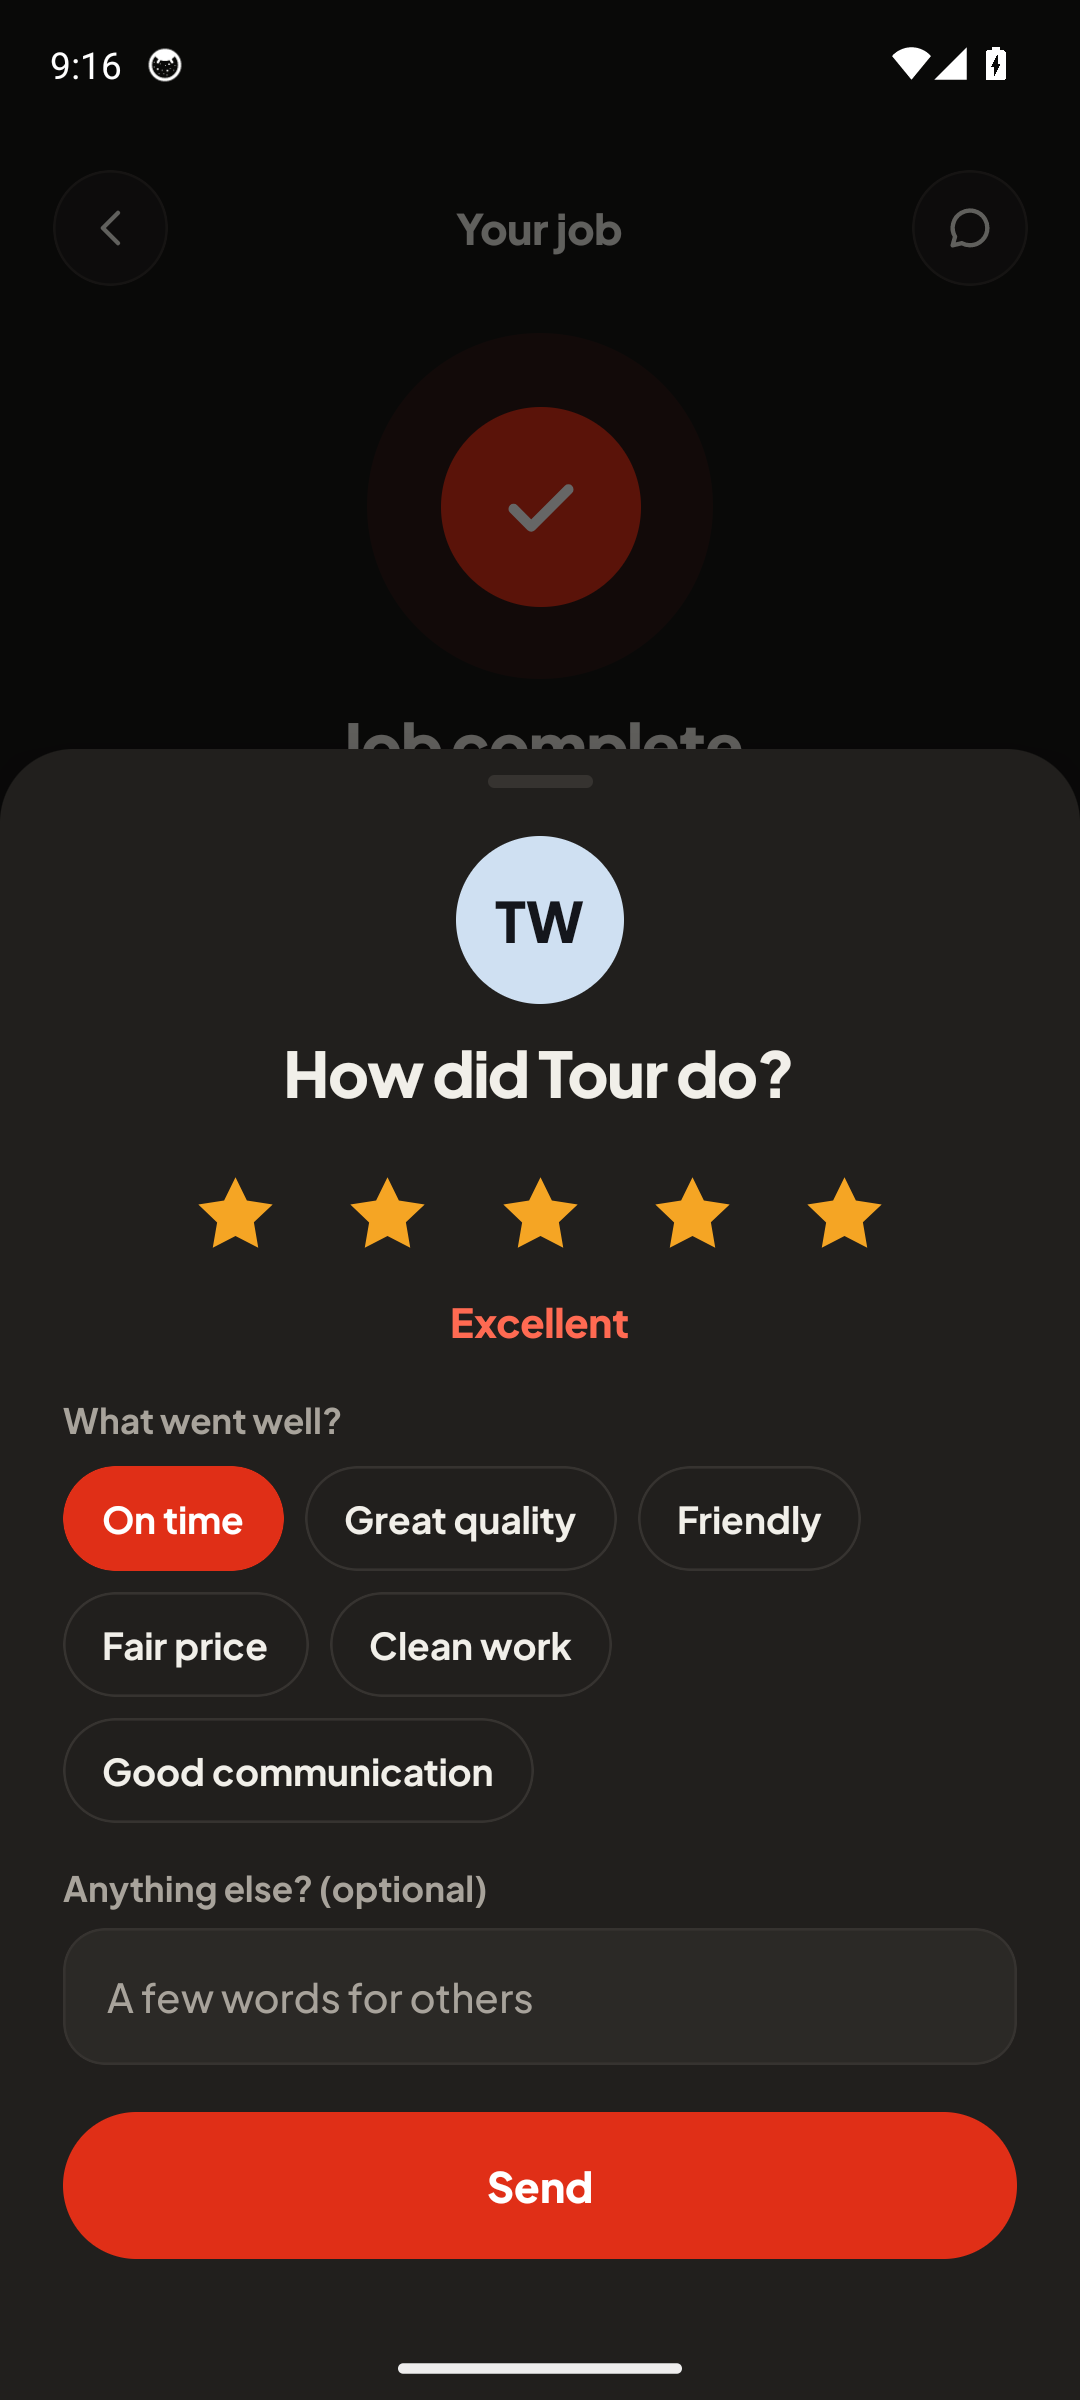 9:16
Your job
Job complete
TW
How did Tour do?
Excellent
What went well?
On time
Great quality
Friendly
Fair price
Clean work
Good communication
Anything else? (optional)
A few words for others
Send